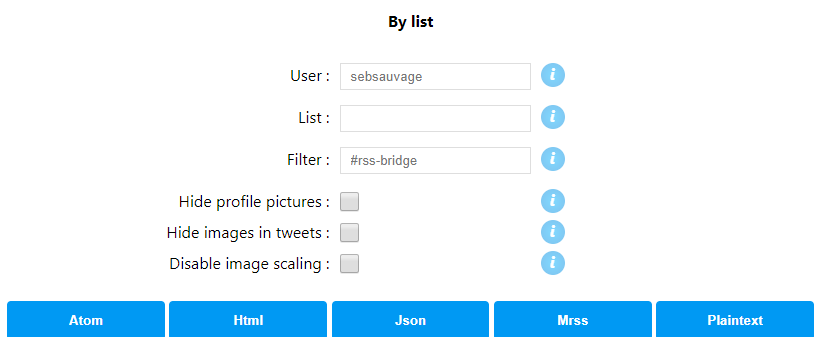 By list
User : sebsauvage i
List : i
Filter : #rss-bridge i
Hide profile pictures : i
Hide images in tweets : i
Disable image scaling : i
Atom Html Json Mrss Plaintext